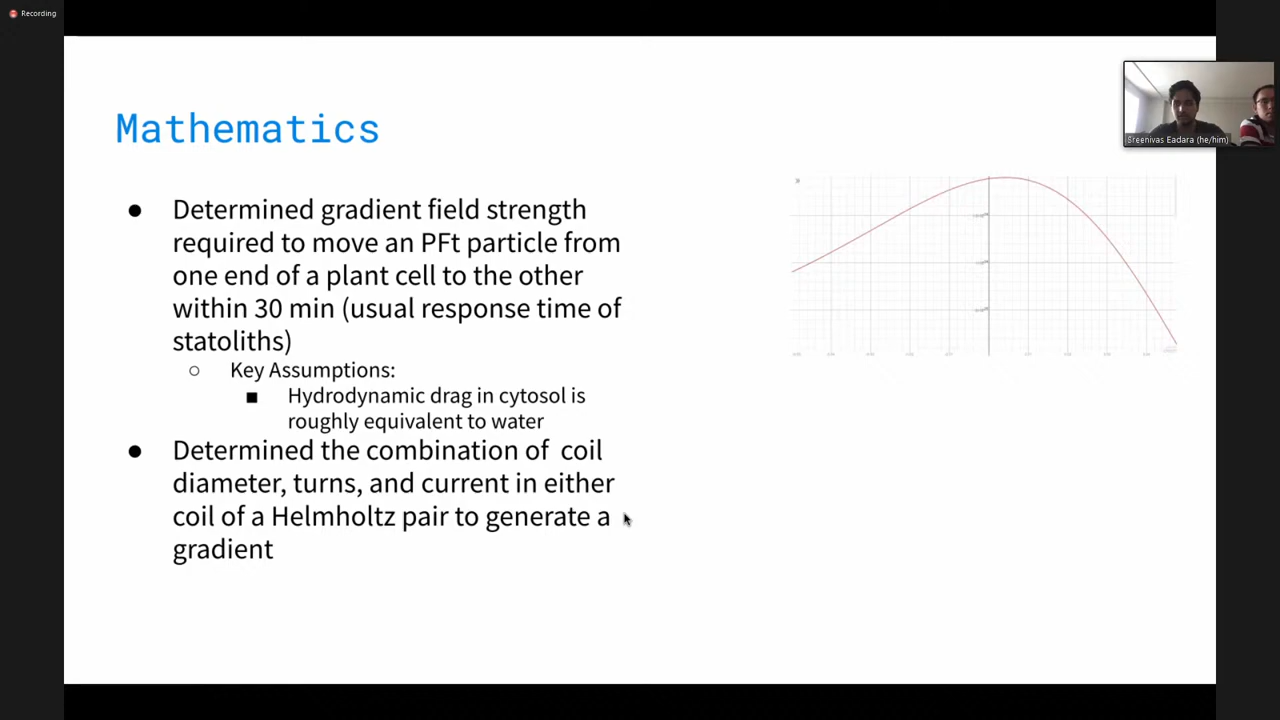 Recording
Mathematics
● Determined gradient field strength
required to move an PFt particle from
one end of a plant cell to the other
within 30 min (usual response time of
statoliths)
○ Key Assumptions:
■ Hydrodynamic drag in cytosol is
roughly equivalent to water
● Determined the combination of coil
diameter, turns, and current in either
coil of a Helmholtz pair to generate a
gradient
Sreenivas Eadara (he/him)